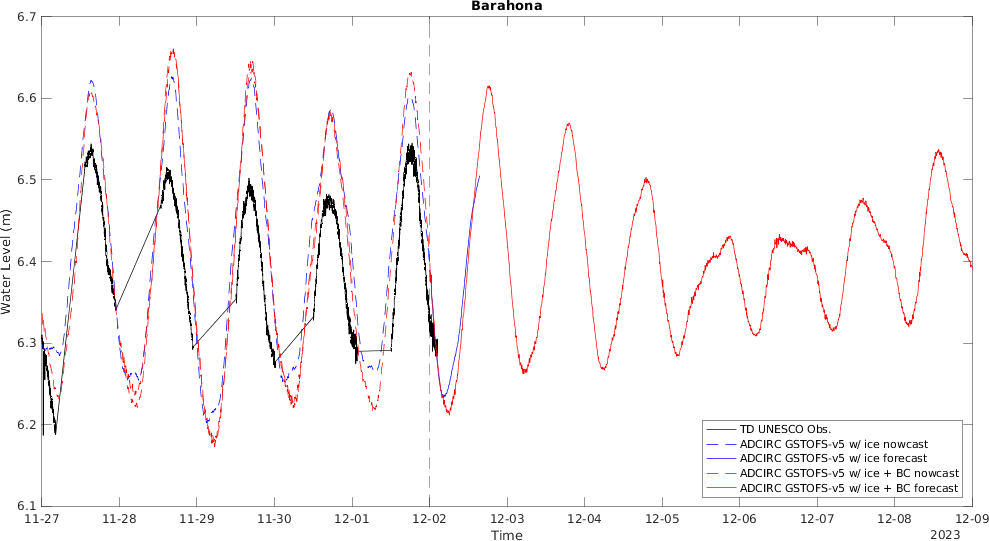 Barahona
6.7
6.6
6.5
6.4
6.3
6.2
6.1
Water Level (m)
11-27 11-28 11-29 11-30 12-01 12-02 12-03 12-04 12-05 12-06 12-07 12-08 12-09
Time
2023
TD UNESCO Obs.
ADCIRC GSTOFS-v5 w/ ice nowcast
ADCIRC GSTOFS-v5 w/ ice forecast
ADCIRC GSTOFS-v5 w/ ice + BC nowcast
ADCIRC GSTOFS-v5 w/ ice + BC forecast